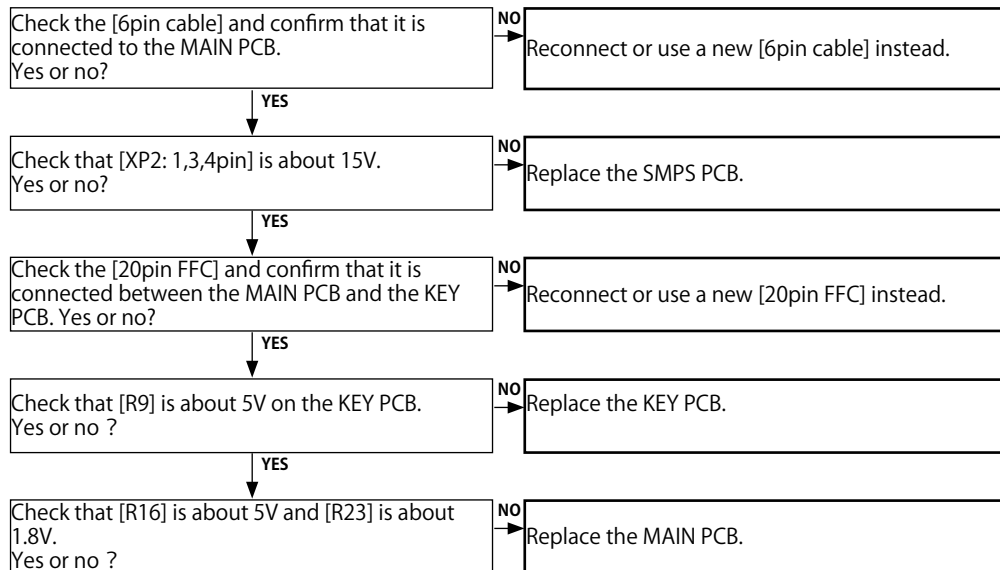 Check the [6pin cable] and confirm that it is
connected to the MAIN PCB.
Yes or no?
NO
Reconnect or use a new [6pin cable] instead.
YES
Check that [XP2: 1,3,4pin] is about 15V.
Yes or no?
NO
Replace the SMPS PCB.
YES
Check the [20pin FFC] and confirm that it is
connected between the MAIN PCB and the KEY
PCB. Yes or no?
NO
Reconnect or use a new [20pin FFC] instead.
YES
Check that [R9] is about 5V on the KEY PCB.
Yes or no ?
NO
Replace the KEY PCB.
YES
Check that [R16] is about 5V and [R23] is about
1.8V.
Yes or no ?
NO
Replace the MAIN PCB.